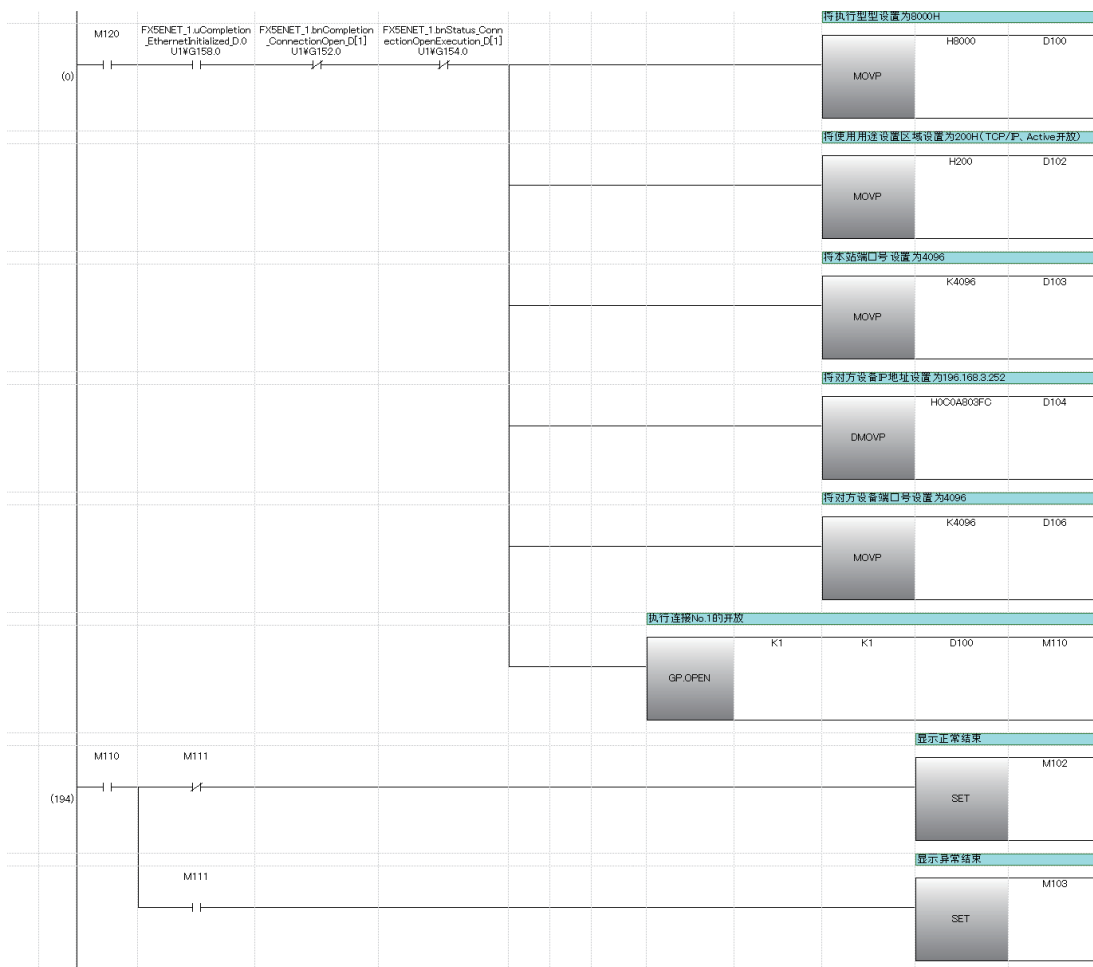 将执行型型设置为8000H
M120
FX5ENET_1.uCompletion
_EthernetInitialized_D.0
U1¥G158.0
FX5ENET_1.bnCompletion
_ConnectionOpen_D[1]
U1¥G152.0
FX5ENET_1.bnStatus_Conn
ectionOpenExecution_D[1]
U1¥G154.0
(0)
MOVP
H8000
D100
将使用用途设置区域设置为200H(TCP/IP、Active开放)
MOVP
H200
D102
将本站端口号设置为4096
MOVP
K4096
D103
将对方设备IP地址设置为196.168.3.252
DMOVP
H0C0A803FC
D104
将对方设备端口号设置为4096
MOVP
K4096
D106
执行连接No.1的开放
GP.OPEN
K1
K1
D100
M110
显示正常结束
M110
M111
(194)
SET
M102
显示异常结束
M111
SET
M103